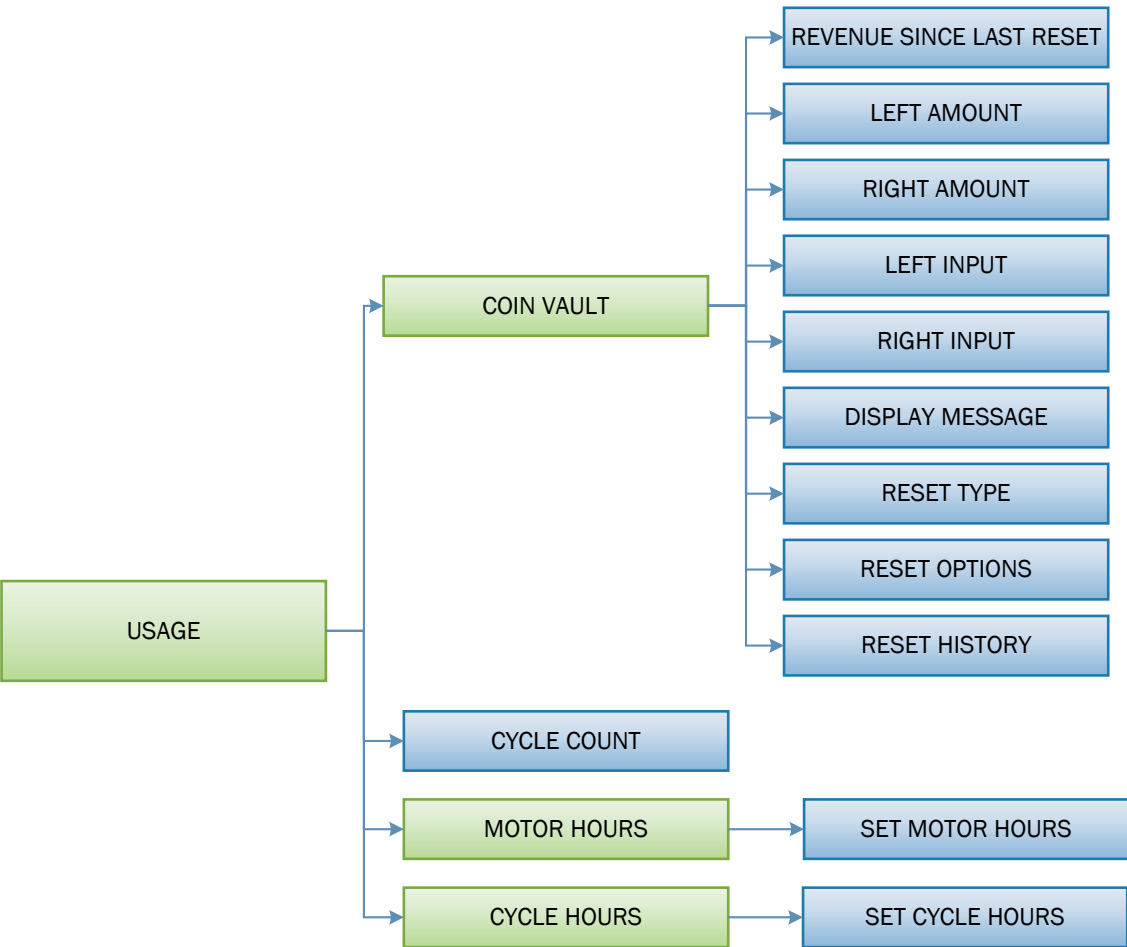 REVENUE SINCE LAST RESET
LEFT AMOUNT
RIGHT AMOUNT
LEFT INPUT
COIN VAULT
RIGHT INPUT
DISPLAY MESSAGE
RESET TYPE
RESET OPTIONS
USAGE
RESET HISTORY
CYCLE COUNT
MOTOR HOURS
SET MOTOR HOURS
CYCLE HOURS
SET CYCLE HOURS